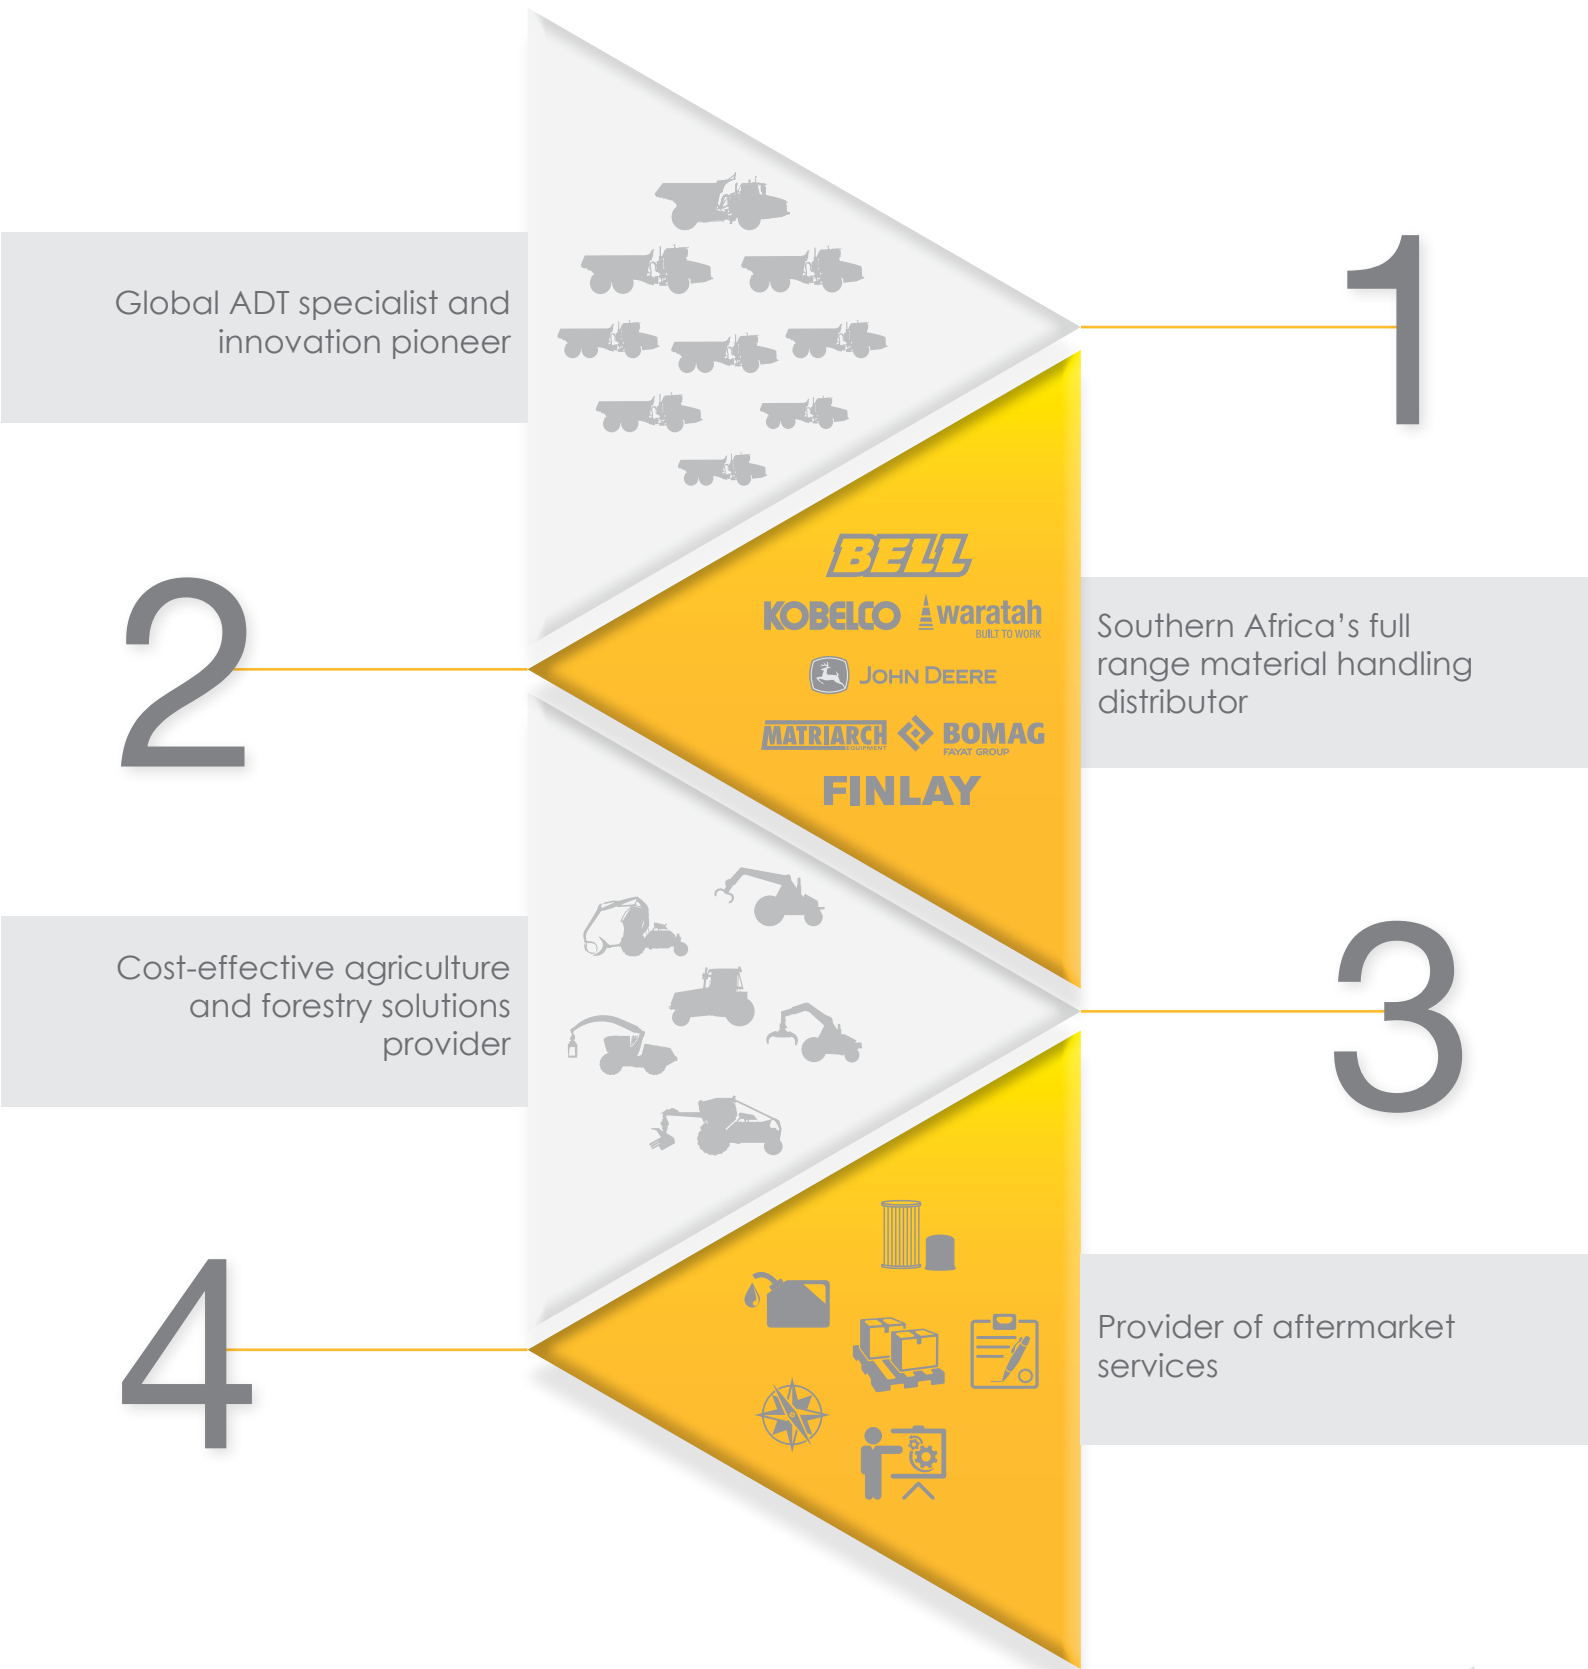 Global ADT specialist and
innovation pioneer
1
BELL
KOBELCO
waratah
BUILT TO WORK
JOHN DEERE
MATRIARCH
EQUIPMENT
BOMAG
FAYAT GROUP
FINLAY
2
Southern Africa's full
range material handling
distributor
Cost-effective agriculture
and forestry solutions
provider
3
4
Provider of aftermarket
services